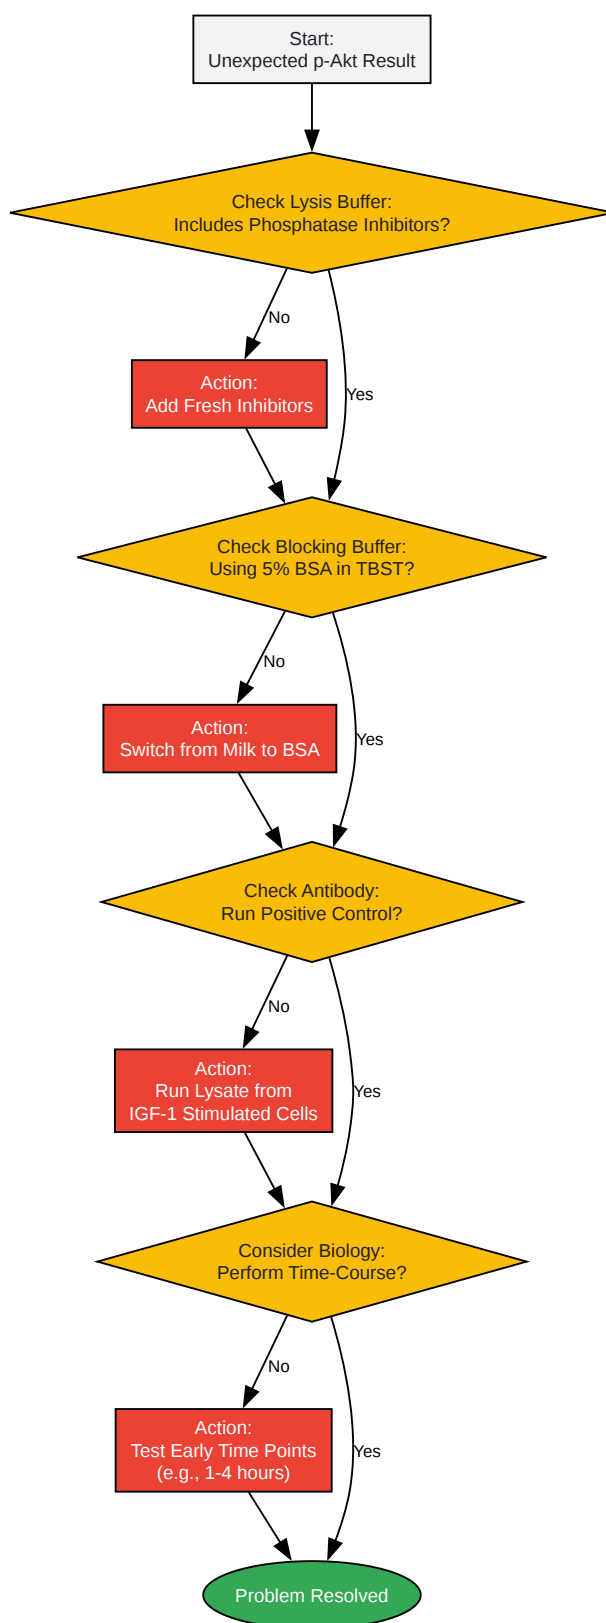 Start:
Unexpected p-Akt Result
Check Lysis Buffer:
Includes Phosphatase Inhibitors?
No
Yes
Action:
Add Fresh Inhibitors
Check Blocking Buffer:
Using 5% BSA in TBST?
No
Yes
Action:
Switch from Milk to BSA
Check Antibody:
Run Positive Control?
No
Yes
Action:
Run Lysate from
IGF-1 Stimulated Cells
Consider Biology:
Perform Time-Course?
No
Yes
Action:
Test Early Time Points
(e.g., 1-4 hours)
Problem Resolved